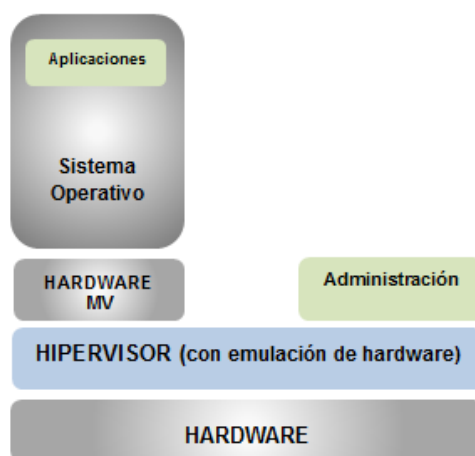 Aplicaciones
Sistema
Operativo
HARDWARE
MV
Administración
HIPERVISOR (con emulación de hardware)
HARDWARE